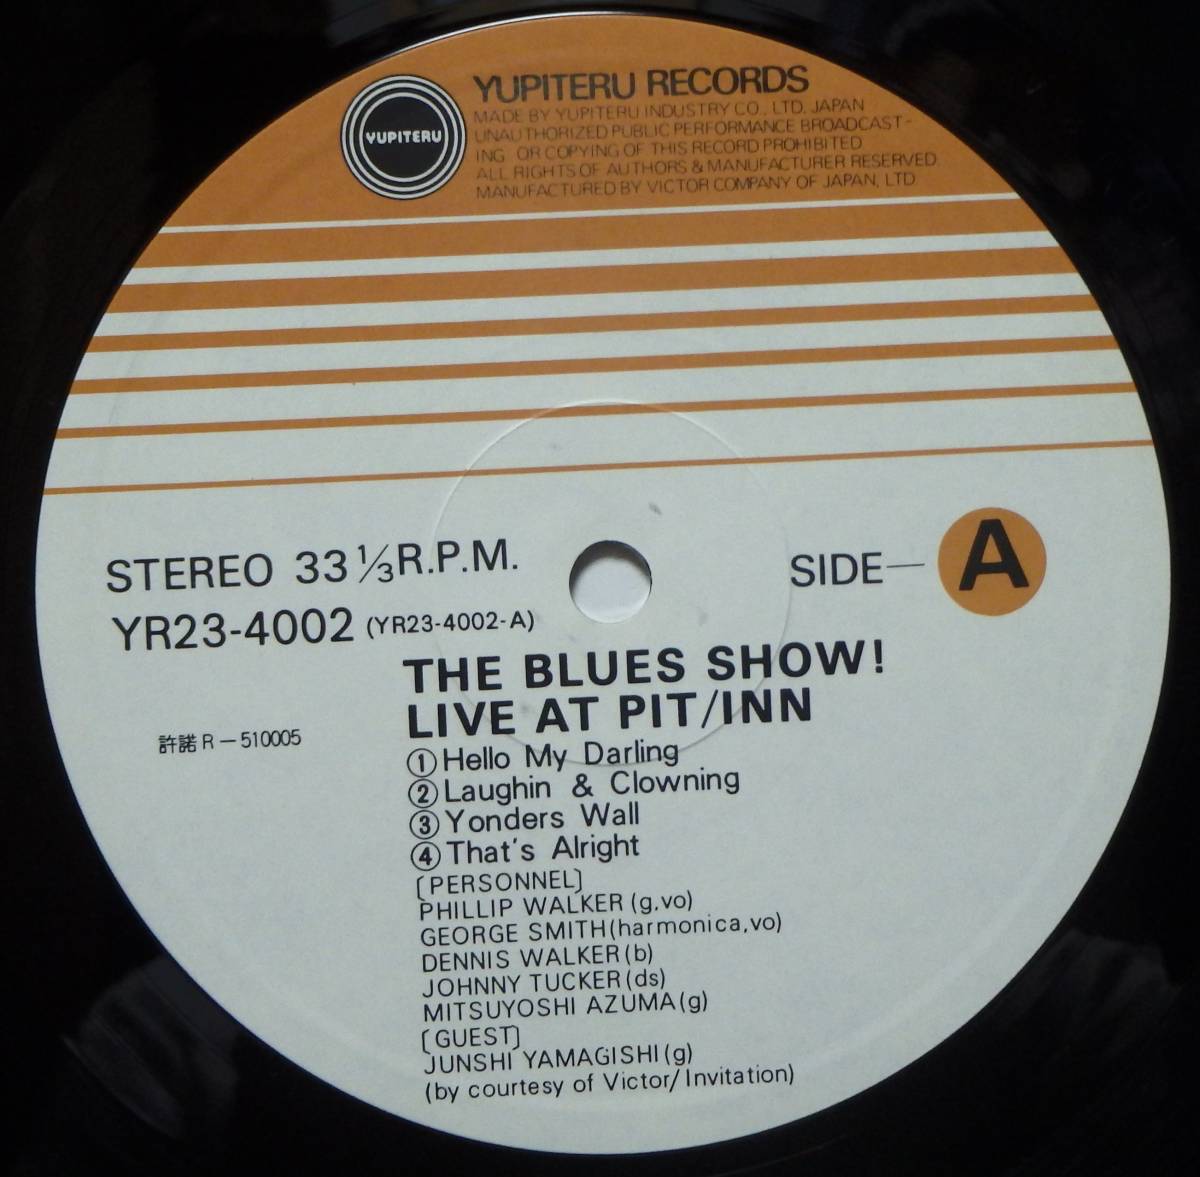 YUPITERU
YUPITERU RECORDS
MADE BY YUPITERU INDUSTRY CO., LTD. JAPAN
UNAUTHORIZED PUBLIC PERFORMANCE BROADCAST-
ING OR COPYING OF THIS RECORD PROHIBITED
ALL RIGHTS OF AUTHORS & MANUFACTURER RESERVED.
MANUFACTURED BY VICTOR COMPANY OF JAPAN, LTD
STEREO 33 ⅓ R.P.M.
SIDE—A
YR23-4002 (YR23-4002-A)
THE BLUES SHOW!
LIVE AT PIT/INN
許諾 R-510005
① Hello My Darling
② Laughin & Clowning
③ Yonders Wall
④ That's Alright
[PERSONNEL]
PHILLIP WALKER (g,vo)
GEORGE SMITH (harmonica,vo)
DENNIS WALKER (b)
JOHNNY TUCKER (ds)
MITSUYOSHI AZUMA (g)
[GUEST]
JUNSHI YAMAGISHI (g)
(by courtesy of Victor/Invitation)